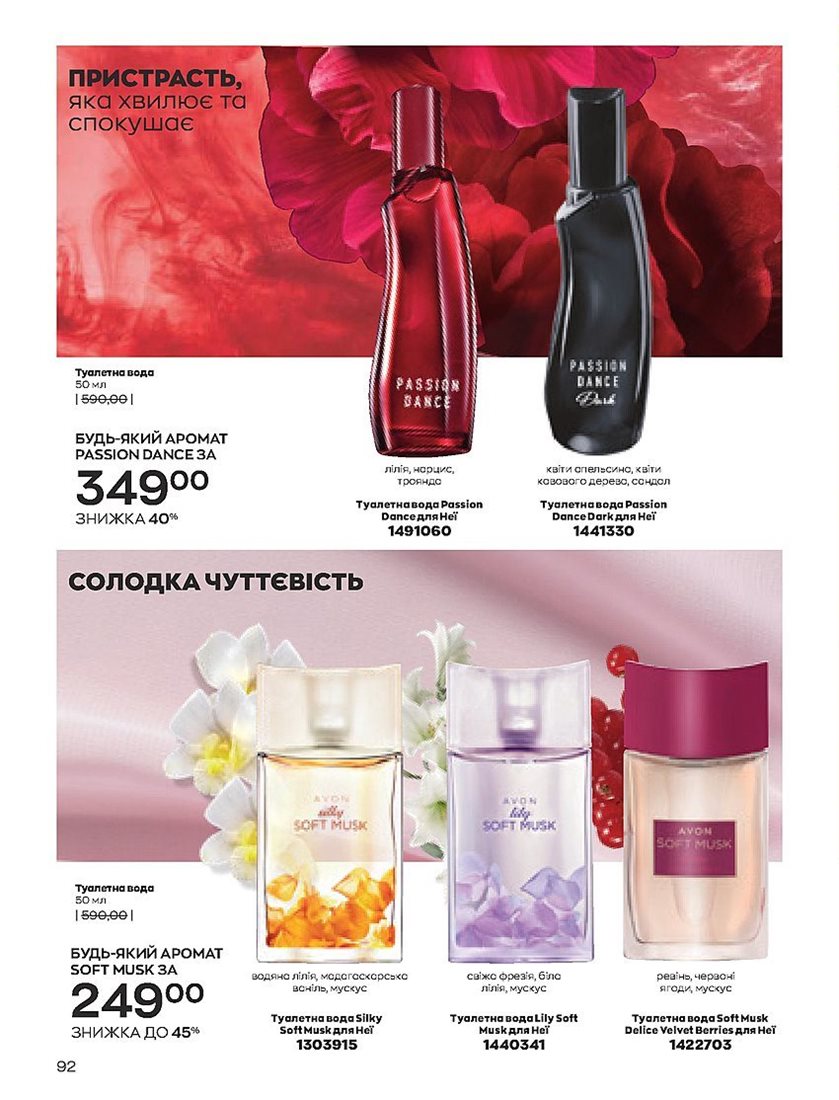 ПРИСТРАСТЬ,
яка хвилює та
спокушає
PASSION
DANCE
PASSION
DANCE
Dark
Туалетна вода
50 мл
| 590,00 |
БУДЬ-ЯКИЙ АРОМАТ
PASSION DANCE ЗА
349⁰⁰
ЗНИЖКА 40%
лілія, нарцис,
троянда
Туалетна вода Passion
Dance для Неї
1491060
квіти апельсина, квіти
кавового дерева, сандал
Туалетна вода Passion
Dance Dark для Неї
1441330
СОЛОДКА ЧУТТЄВІСТЬ
AVON
silky
SOFT MUSK
AVON
lily
SOFT MUSK
AVON
SOFT MUSK
Туалетна вода
50 мл
| 590,00 |
БУДЬ-ЯКИЙ АРОМАТ
SOFT MUSK ЗА
249⁰⁰
ЗНИЖКА ДО 45%
водяна лілія, мадагаскарська
ваніль, мускус
Туалетна вода Silky
Soft Musk для Неї
1303915
свіжа фрезія, біла
лілія, мускус
Туалетна вода Lily Soft
Musk для Неї
1440341
ревінь, червоні
ягоди, мускус
Туалетна вода Soft Musk
Delice Velvet Berries для Неї
1422703
92